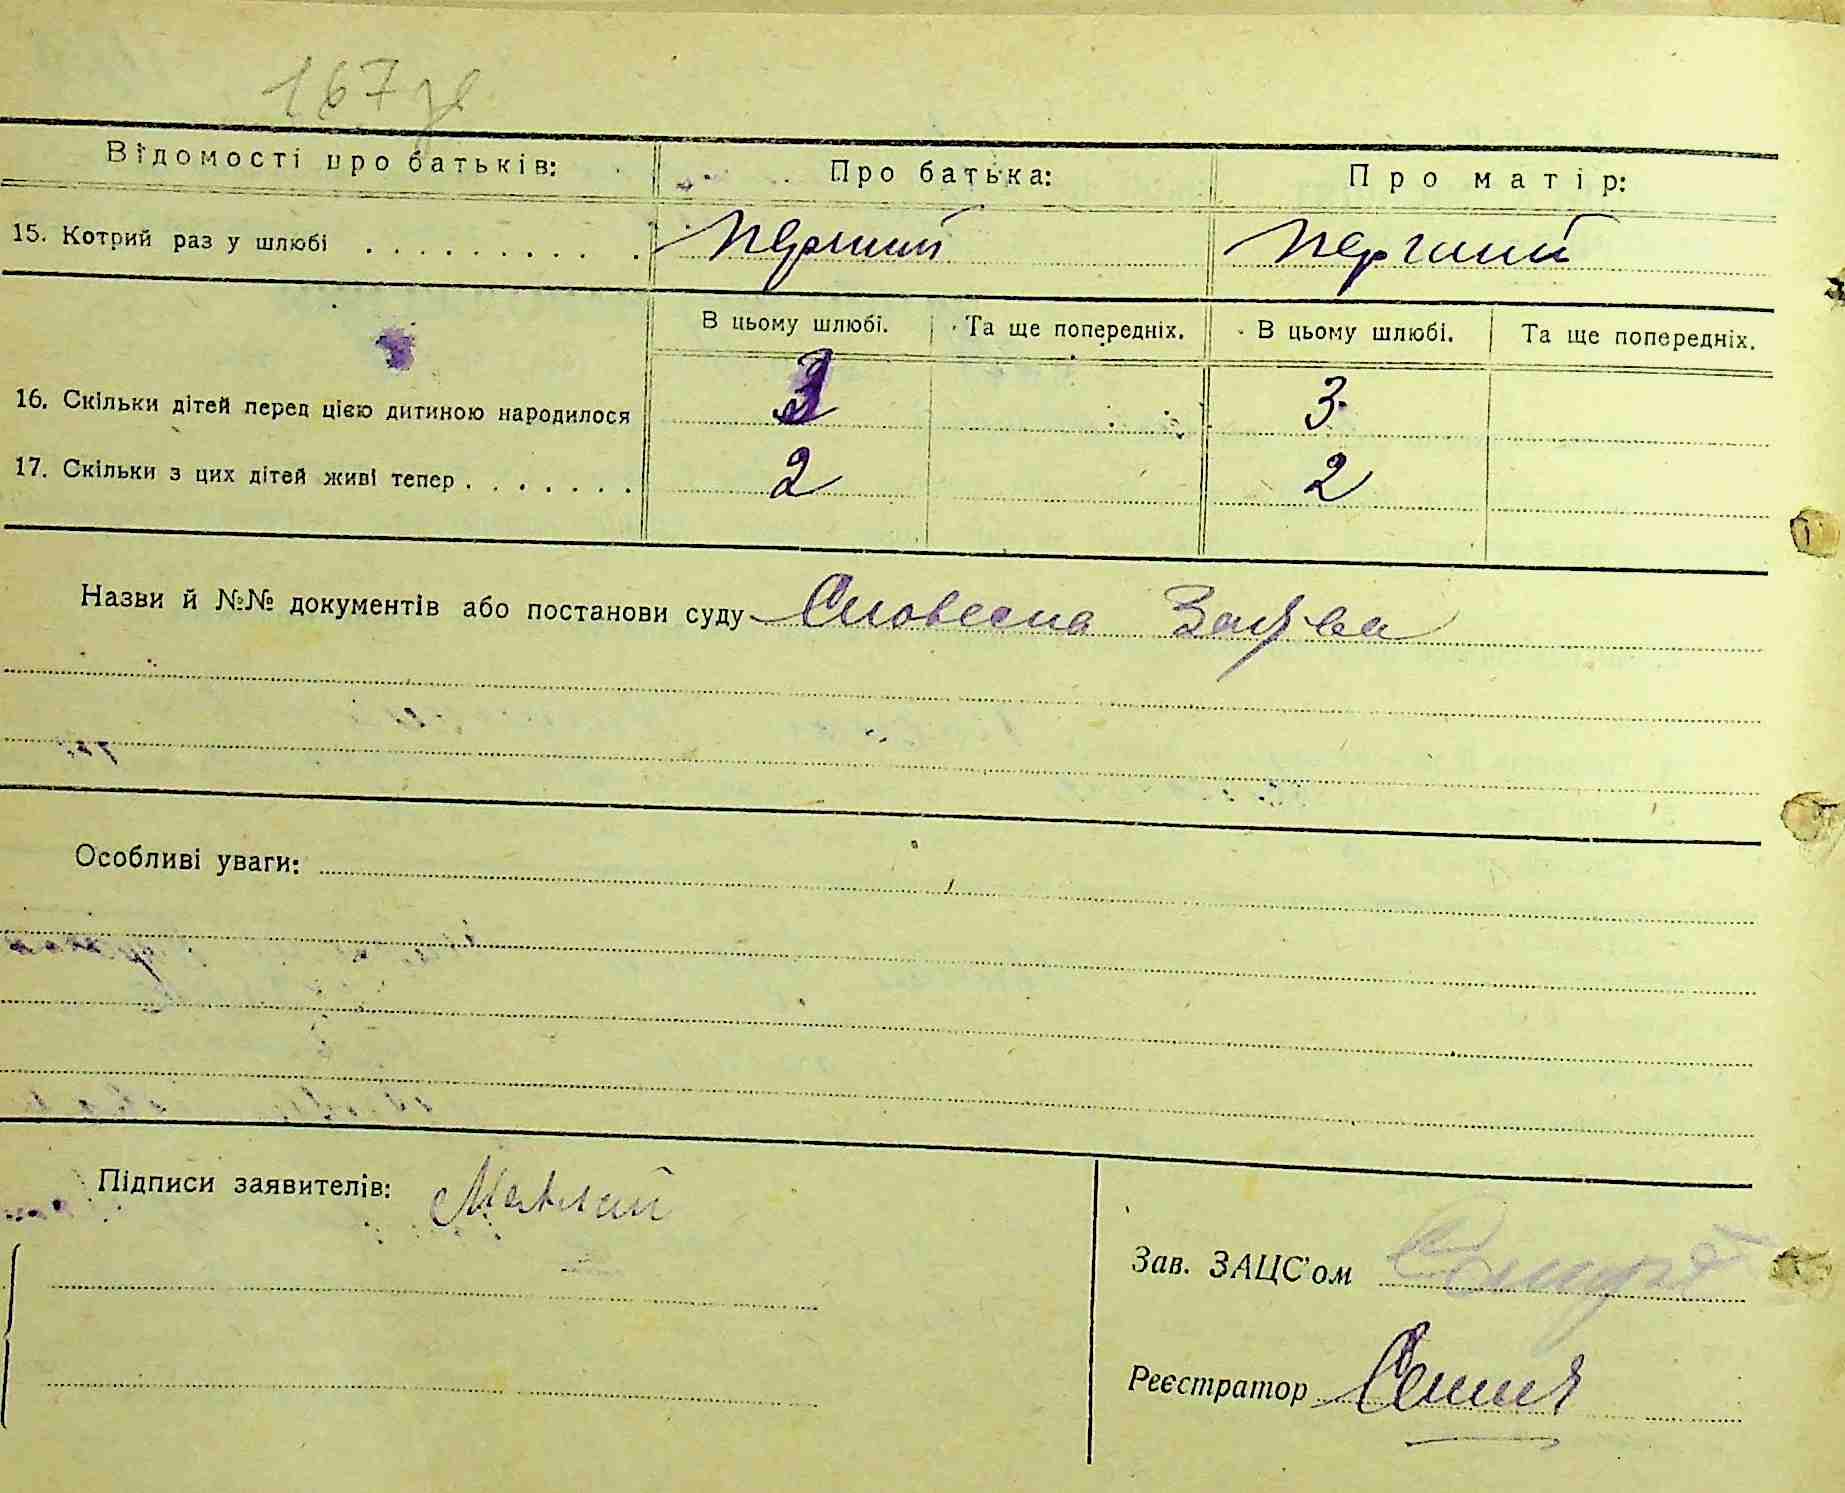 167
Відомості про батьків: Про батька: Про матір:
15. Котрий раз у шлюбі . . . . . . . . . . перший перший
В цьому шлюбі. Та ще попередніх. В цьому шлюбі. Та ще попередніх.
16. Скільки дітей перед цією дитиною народилося 3 3
17. Скільки з цих дітей живі тепер . . . . . . . 2 2
Назви й №№ документів або постанови суду Словесна Заява
Особливі уваги:
Підписи заявителів:
Зав. ЗАЦС'ом
Реєстратор